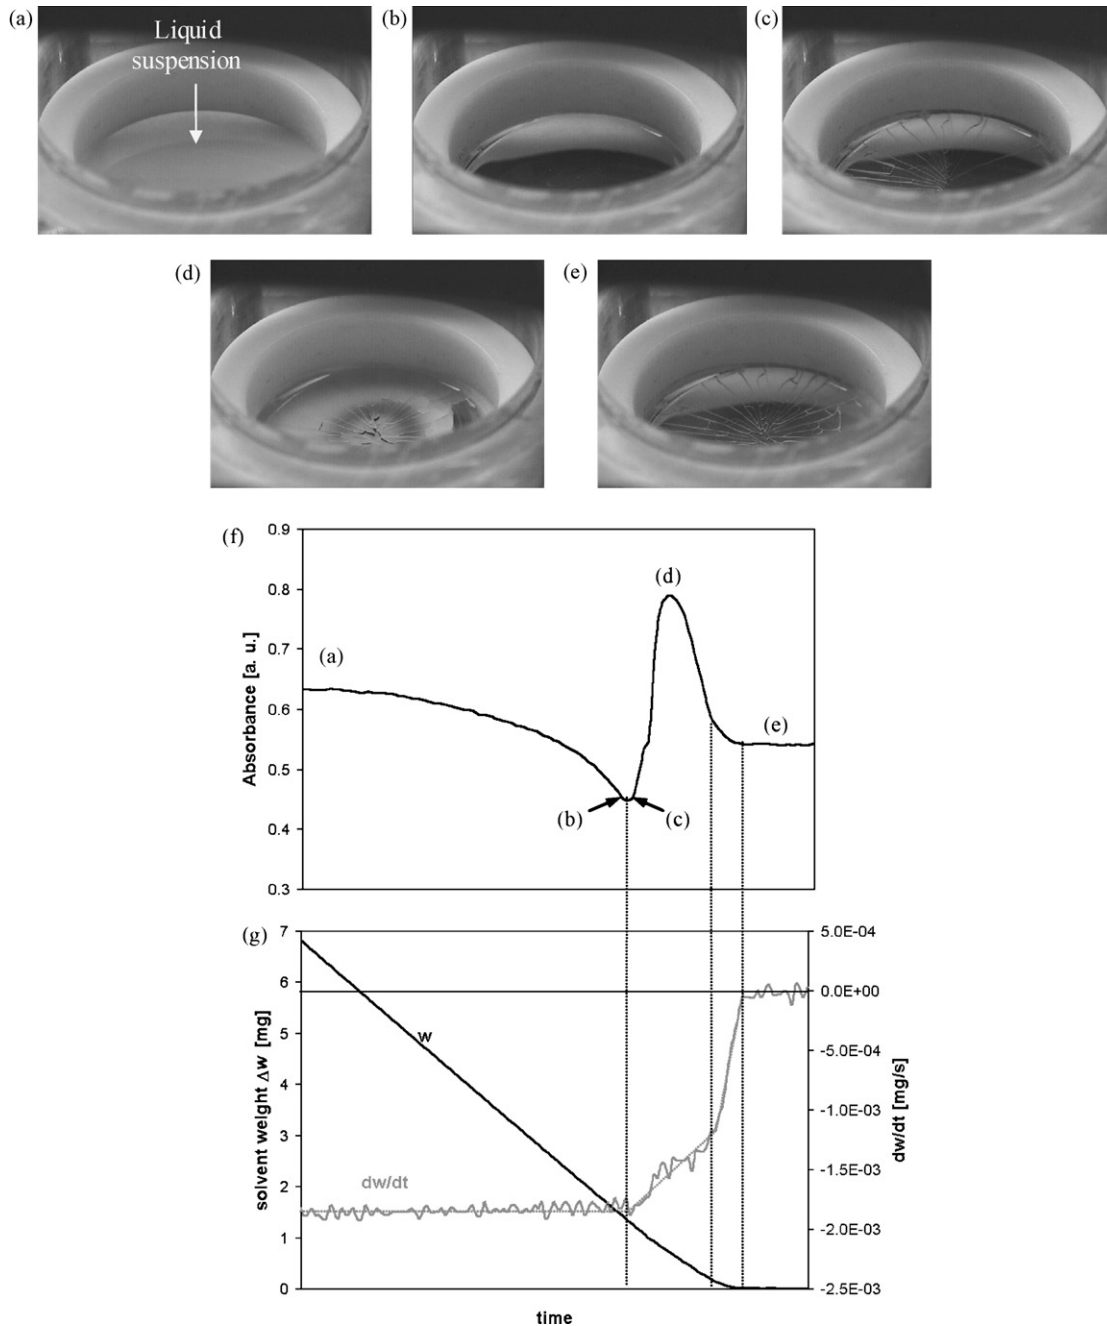 (a)
Liquid
suspension
(b)
(c)
(d)
(e)
(f)
0.9
0.8
0.7
0.6
0.5
0.4
0.3
Absorbance [a. u.]
(a)
(b)
(c)
(d)
(e)
(g)
7
6
5
4
3
2
1
0
solvent weight Δw [mg]
w
dw/dt
5.0E-04
0.0E+00
-5.0E-04
-1.0E-03
-1.5E-03
-2.0E-03
-2.5E-03
dw/dt [mg/s]
time